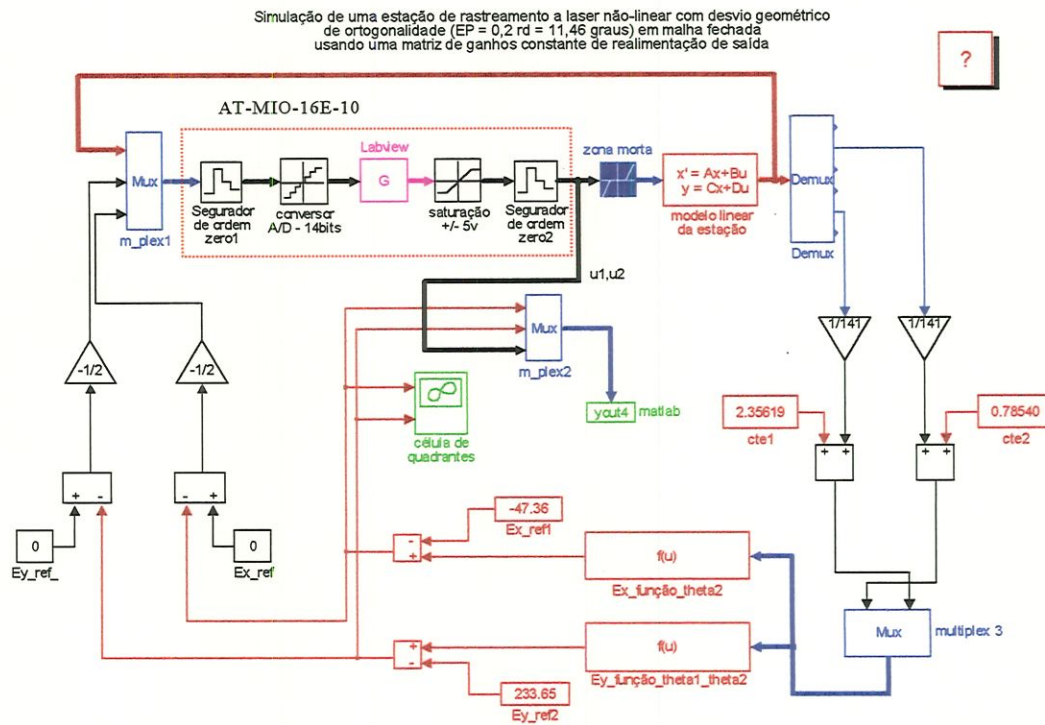 Simulação de uma estação de rastreamento a laser não-linear com desvio geométrico
de ortogonalidade (EP = 0,2 rd = 11,46 graus) em malha fechada
usando uma matriz de ganhos constante de realimentação de saída
?
AT-MIO-16E-10
Mux
m_plex1
Segurador
de ordem
zero1
conversor
A/D - 14bits
Labview
G
saturação
+/- 5v
Segurador
de ordem
zero2
zona morta
x' = Ax+Bu
y = Cx+Du
modelo linear
da estação
Demux
Demux
u1,u2
Mux
m_plex2
yout4
matlab
célula de
quadrantes
-1/2
-1/2
1/141
1/141
2.35619
cte1
0.78540
cte2
+ +
+ +
+ -
- +
0
Ey_ref_
0
Ex_ref
-47.36
Ex_ref1
-
+
f(u)
Ex_função_theta2
+
-
f(u)
Ey_função_theta1_theta2
233.65
Ey_ref2
Mux
multiplex 3